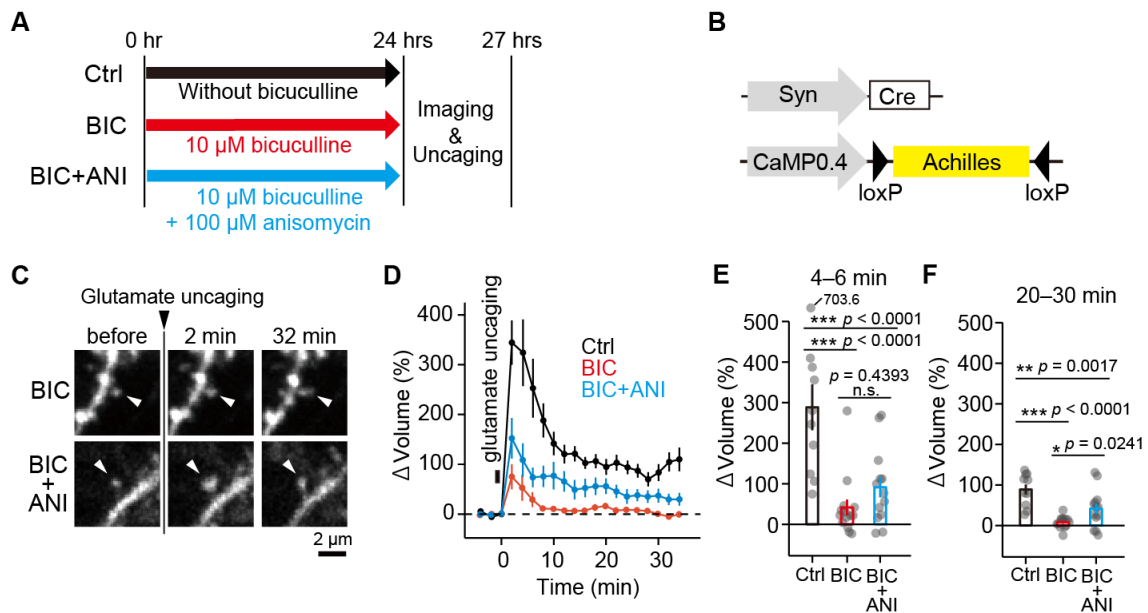 A
0 hr
24 hrs
27 hrs
Ctrl
Without bicuculline
BIC
10 μM bicuculline
BIC+ANI
10 μM bicuculline
+ 100 μM anisomycin
Imaging
&
Uncaging
B
Syn
Cre
CaMP0.4
Achilles
loxP
loxP
C
Glutamate uncaging
before
2 min
32 min
BIC
BIC
+
ANI
2 μm
D
Δ Volume (%)
400
300
200
100
0
glutamate uncaging
Ctrl
BIC
BIC+ANI
0
10
20
30
Time (min)
E
4–6 min
703.6
*** p < 0.0001
*** p < 0.0001
p = 0.4393
n.s.
Δ Volume (%)
500
400
300
200
100
0
Ctrl
BIC
BIC
+
ANI
F
20–30 min
** p = 0.0017
*** p < 0.0001
* p = 0.0241
Δ Volume (%)
500
400
300
200
100
0
Ctrl
BIC
BIC
+
ANI